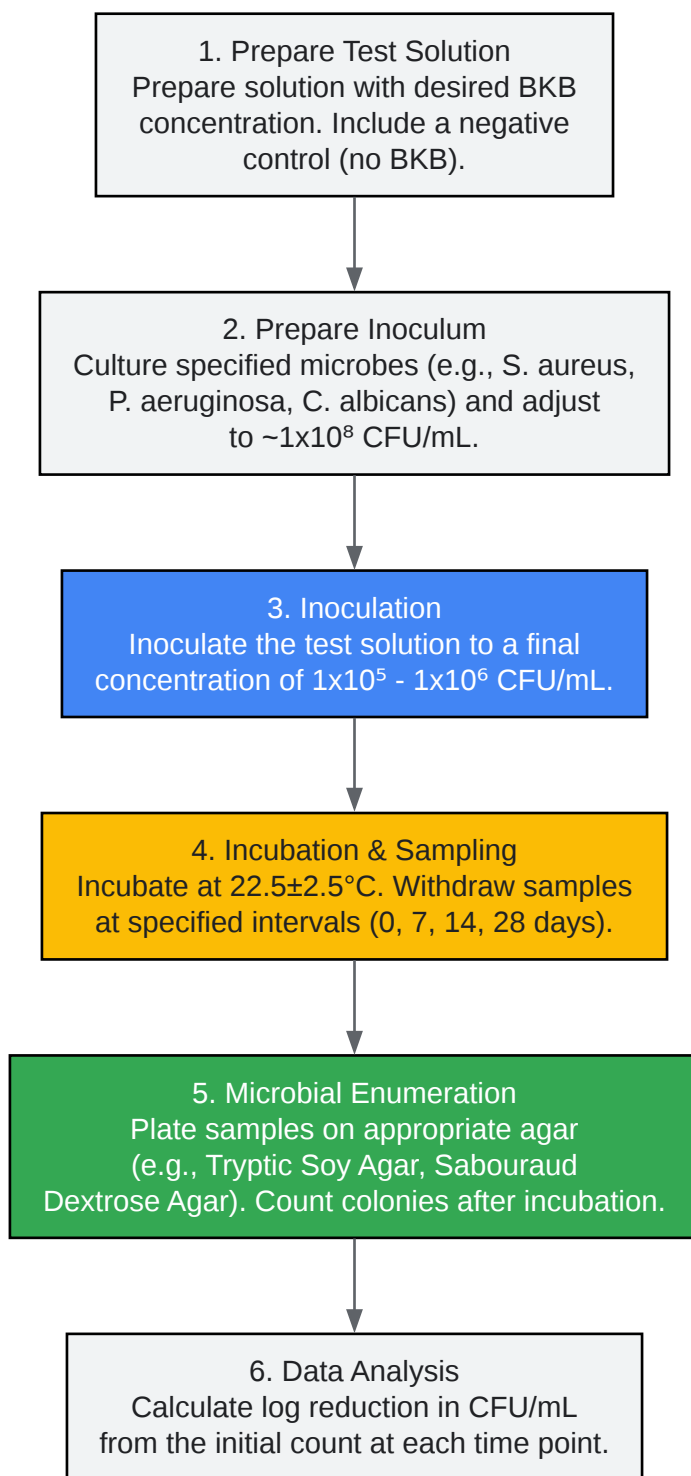 1. Prepare Test Solution
Prepare solution with desired BKB
concentration. Include a negative
control (no BKB).
2. Prepare Inoculum
Culture specified microbes (e.g., S. aureus,
P. aeruginosa, C. albicans) and adjust
to ~1x10⁸ CFU/mL.
3. Inoculation
Inoculate the test solution to a final
concentration of 1x10⁵ - 1x10⁶ CFU/mL.
4. Incubation & Sampling
Incubate at 22.5±2.5°C. Withdraw samples
at specified intervals (0, 7, 14, 28 days).
5. Microbial Enumeration
Plate samples on appropriate agar
(e.g., Tryptic Soy Agar, Sabouraud
Dextrose Agar). Count colonies after incubation.
6. Data Analysis
Calculate log reduction in CFU/mL
from the initial count at each time point.